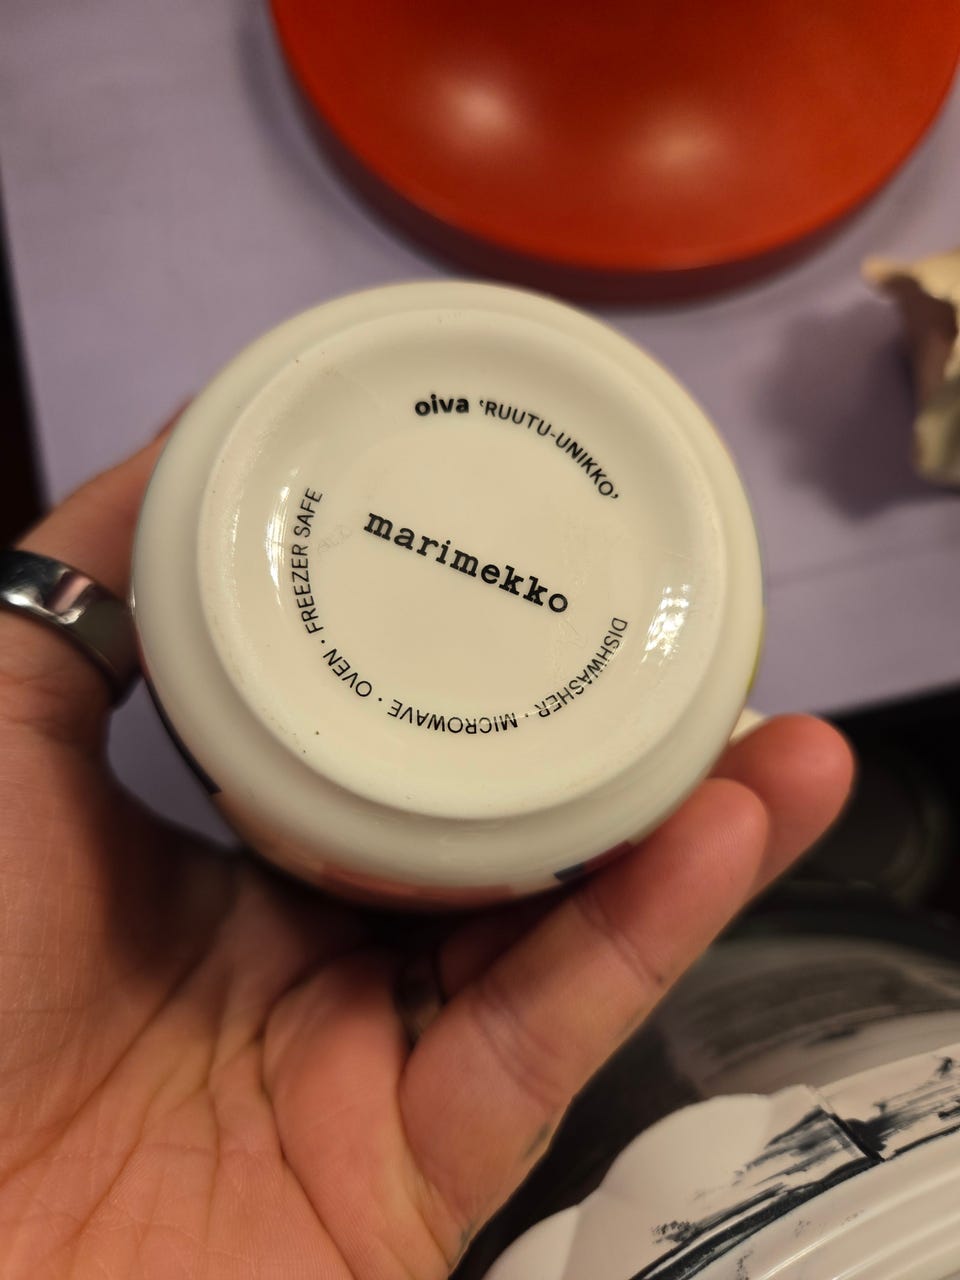 oiva ‘RUUTU-UNIKKO’
marimekko
DISHWASHER · MICROWAVE · OVEN · FREEZER SAFE